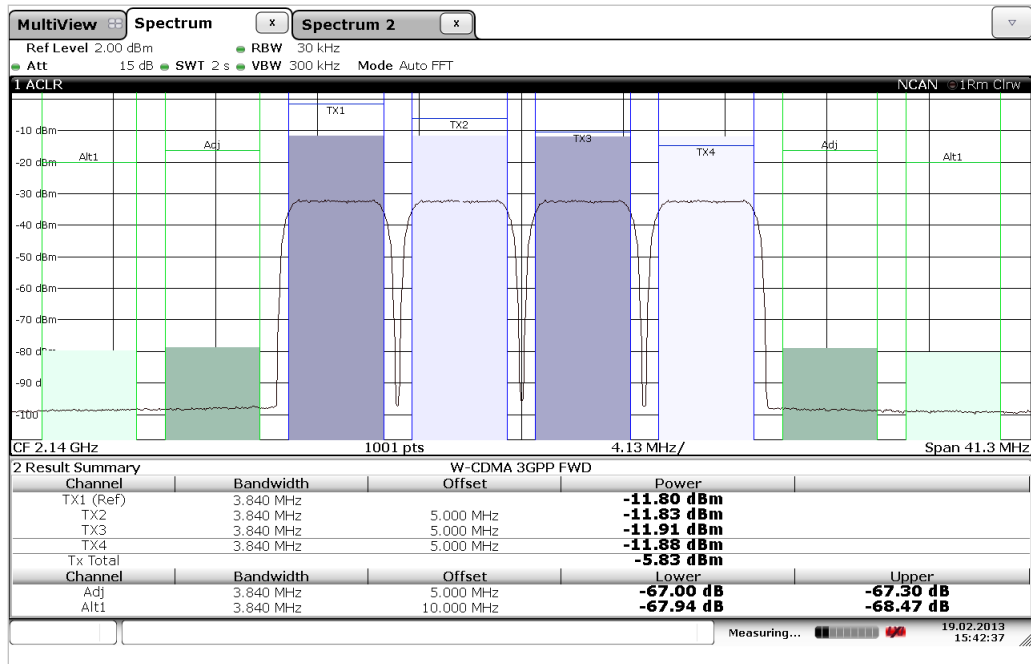 MultiView Spectrum x Spectrum 2 x
Ref Level 2.00 dBm RBW 30 kHz
Att 15 dB SWT 2 s VBW 300 kHz Mode Auto FFT
1 ACLR NCAN 1Rm Clrw
TX1
TX2
-10 dBm
TX3
Adj Adj
TX4
Alt1 Alt1
-20 dBm
-30 dBm
-40 dBm
-50 dBm
-60 dBm
-70 dBm
-80 d
-90 d
-100
CF 2.14 GHz 1001 pts 4.13 MHz/ Span 41.3 MHz
2 Result Summary W-CDMA 3GPP FWD
Channel Bandwidth Offset Power
TX1 (Ref) 3.840 MHz -11.80 dBm
TX2 3.840 MHz 5.000 MHz -11.83 dBm
TX3 3.840 MHz 5.000 MHz -11.91 dBm
TX4 3.840 MHz 5.000 MHz -11.88 dBm
Tx Total -5.83 dBm
Channel Bandwidth Offset Lower Upper
Adj 3.840 MHz 5.000 MHz -67.00 dB -67.30 dB
Alt1 3.840 MHz 10.000 MHz -67.94 dB -68.47 dB
Measuring... 19.02.2013
15:42:37